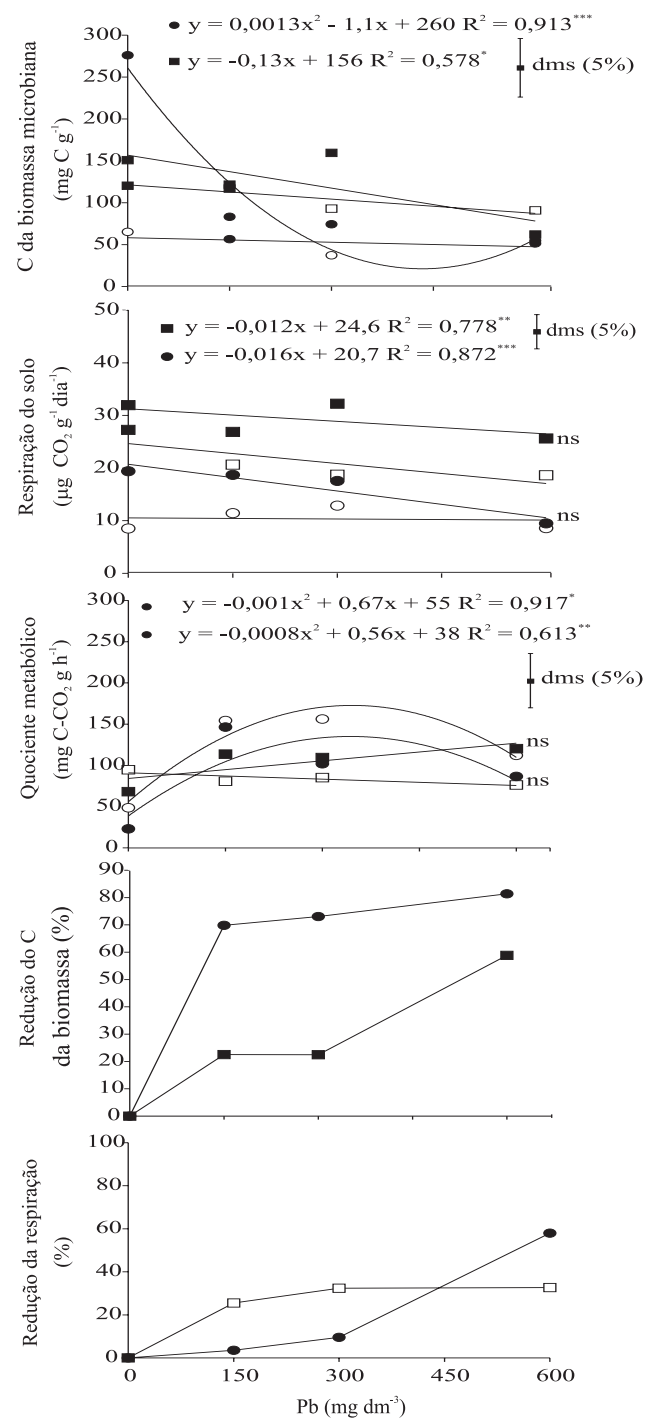 ● y = 0,0013x² - 1,1x + 260 R² = 0,913***
■ y = -0,13x + 156 R² = 0,578*
dms (5%)
C da biomassa microbiana
(mg C g⁻¹)
300
250
200
150
100
50
0
■ y = -0,012x + 24,6 R² = 0,778**
● y = -0,016x + 20,7 R² = 0,872***
dms (5%)
Respiração do solo
(µg CO₂ g⁻¹ dia⁻¹)
50
40
30
20
10
0
ns
ns
● y = -0,001x² + 0,67x + 55 R² = 0,917*
● y = -0,0008x² + 0,56x + 38 R² = 0,613**
dms (5%)
Quociente metabólico
(mg C-CO₂ g h⁻¹)
300
250
200
150
100
50
0
ns
ns
Redução do C
da biomassa (%)
90
80
70
60
50
40
30
20
10
0
Redução da respiração
(%)
100
80
60
40
20
0
0 150 300 450 600
Pb (mg dm⁻³)